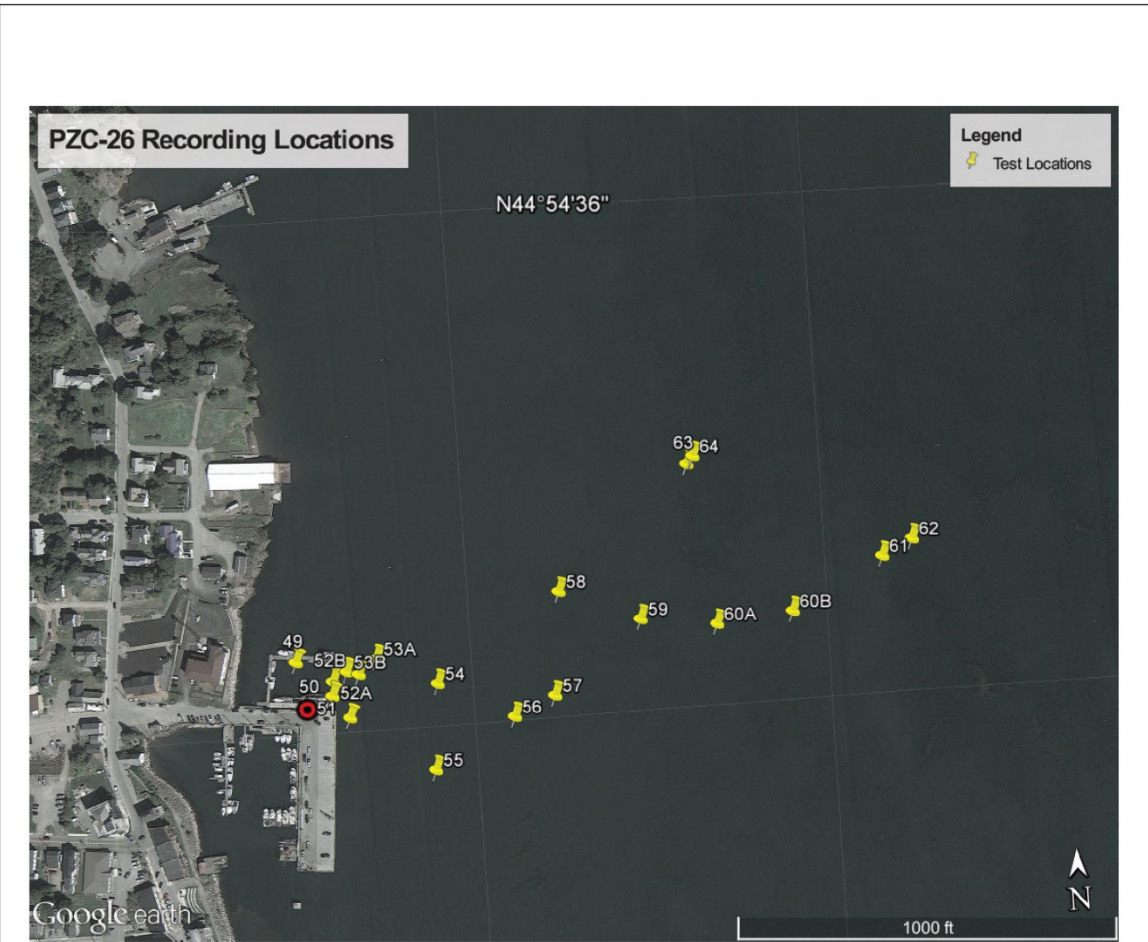 PZC-26 Recording Locations
Legend
Test Locations
N44°54'36"
63 64
62
61
58
60B
59
60A
49
53A
52B 53B
54
50
52A
57
51
56
55
Google earth
N
1000 ft